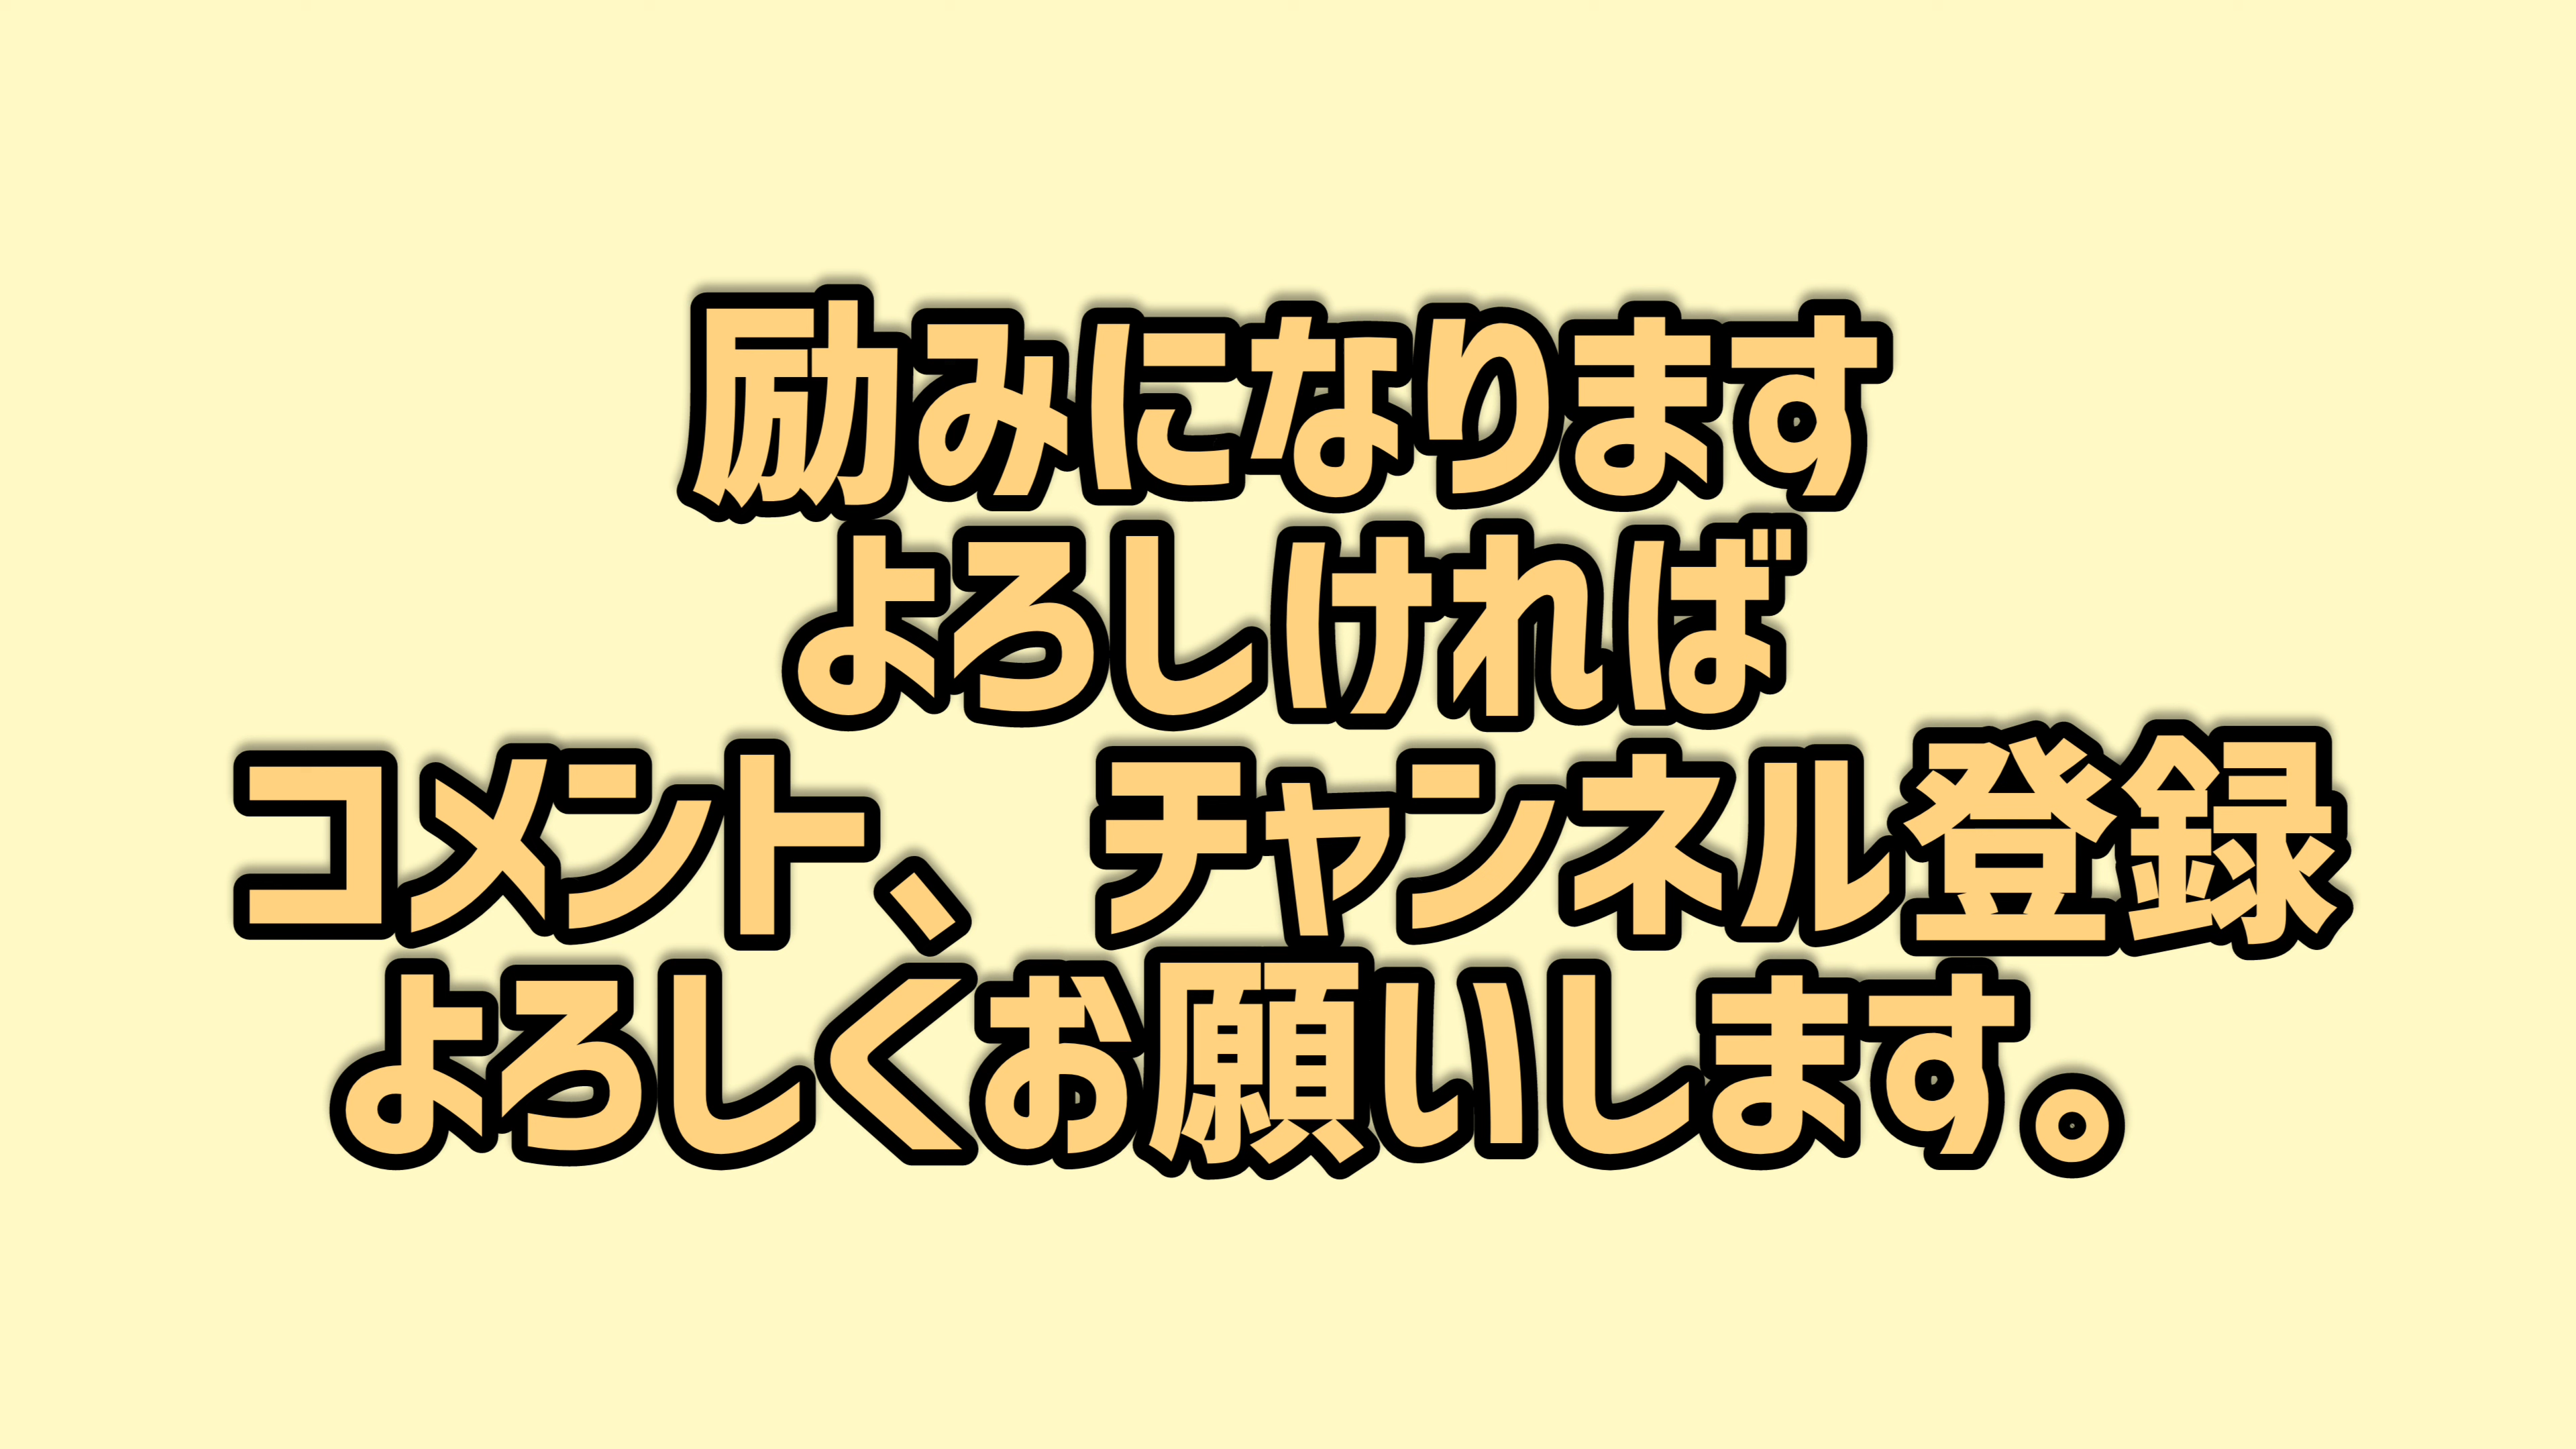 励みになります
よろしければ
コメント、チャンネル登録
よろしくお願いします。